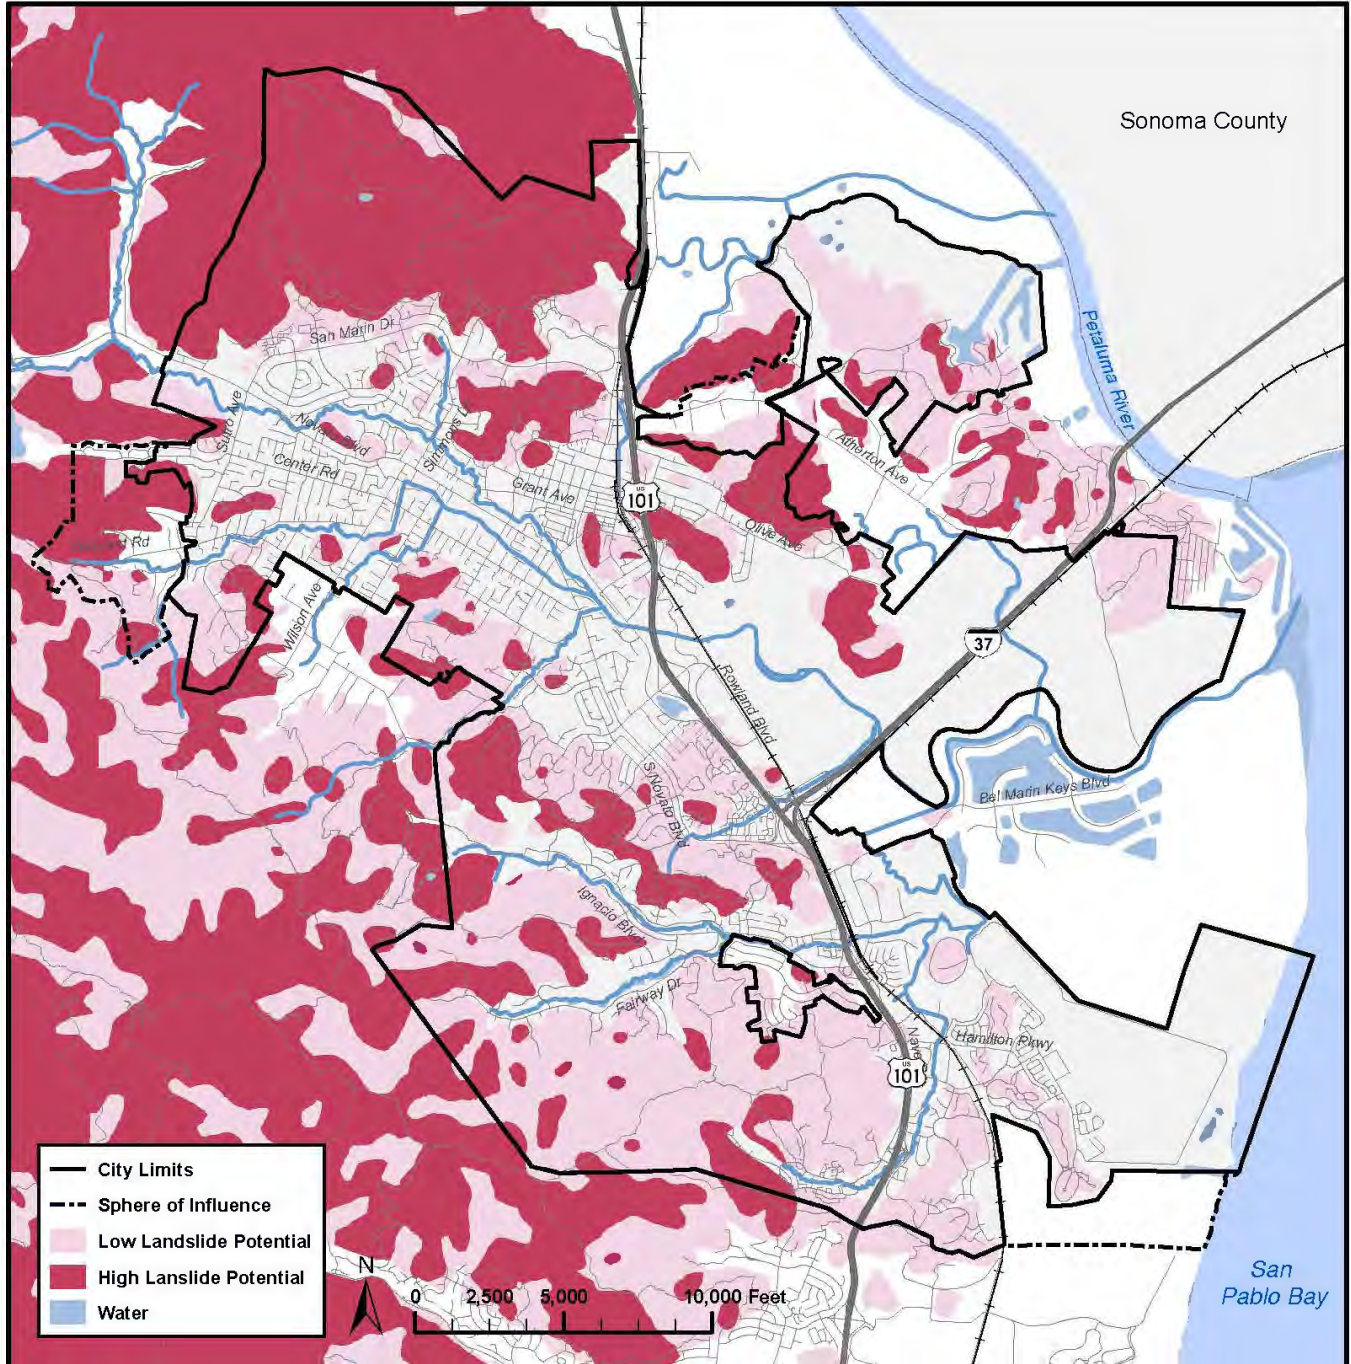 Sonoma County
Petaluma River
San Marin Dr
Sutro Ave
Novato Blvd
Simmons Ln
Center Rd
Grant Ave
US
101
Atherton Ave
Olive Ave
Wilson Ave
37
Rowland Blvd
S Novato Blvd
Bel Marin Keys Blvd
Ignacio Blvd
Fairway Dr
Nave
Hamilton Pkwy
US
101
City Limits
Sphere of Influence
Low Landslide Potential
High Lanslide Potential
Water
N
0 2,500 5,000 10,000 Feet
San
Pablo Bay